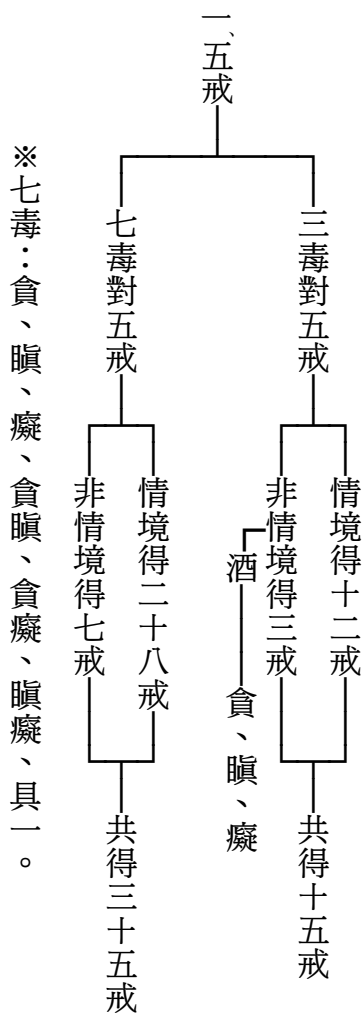 一、五戒
三毒對五戒
情境得十二戒
非情境得三戒
酒
貪、瞋、癡
共得十五戒
七毒對五戒
情境得二十八戒
非情境得七戒
共得三十五戒
※七毒：貪、瞋、癡、貪瞋、貪癡、瞋癡、具一。